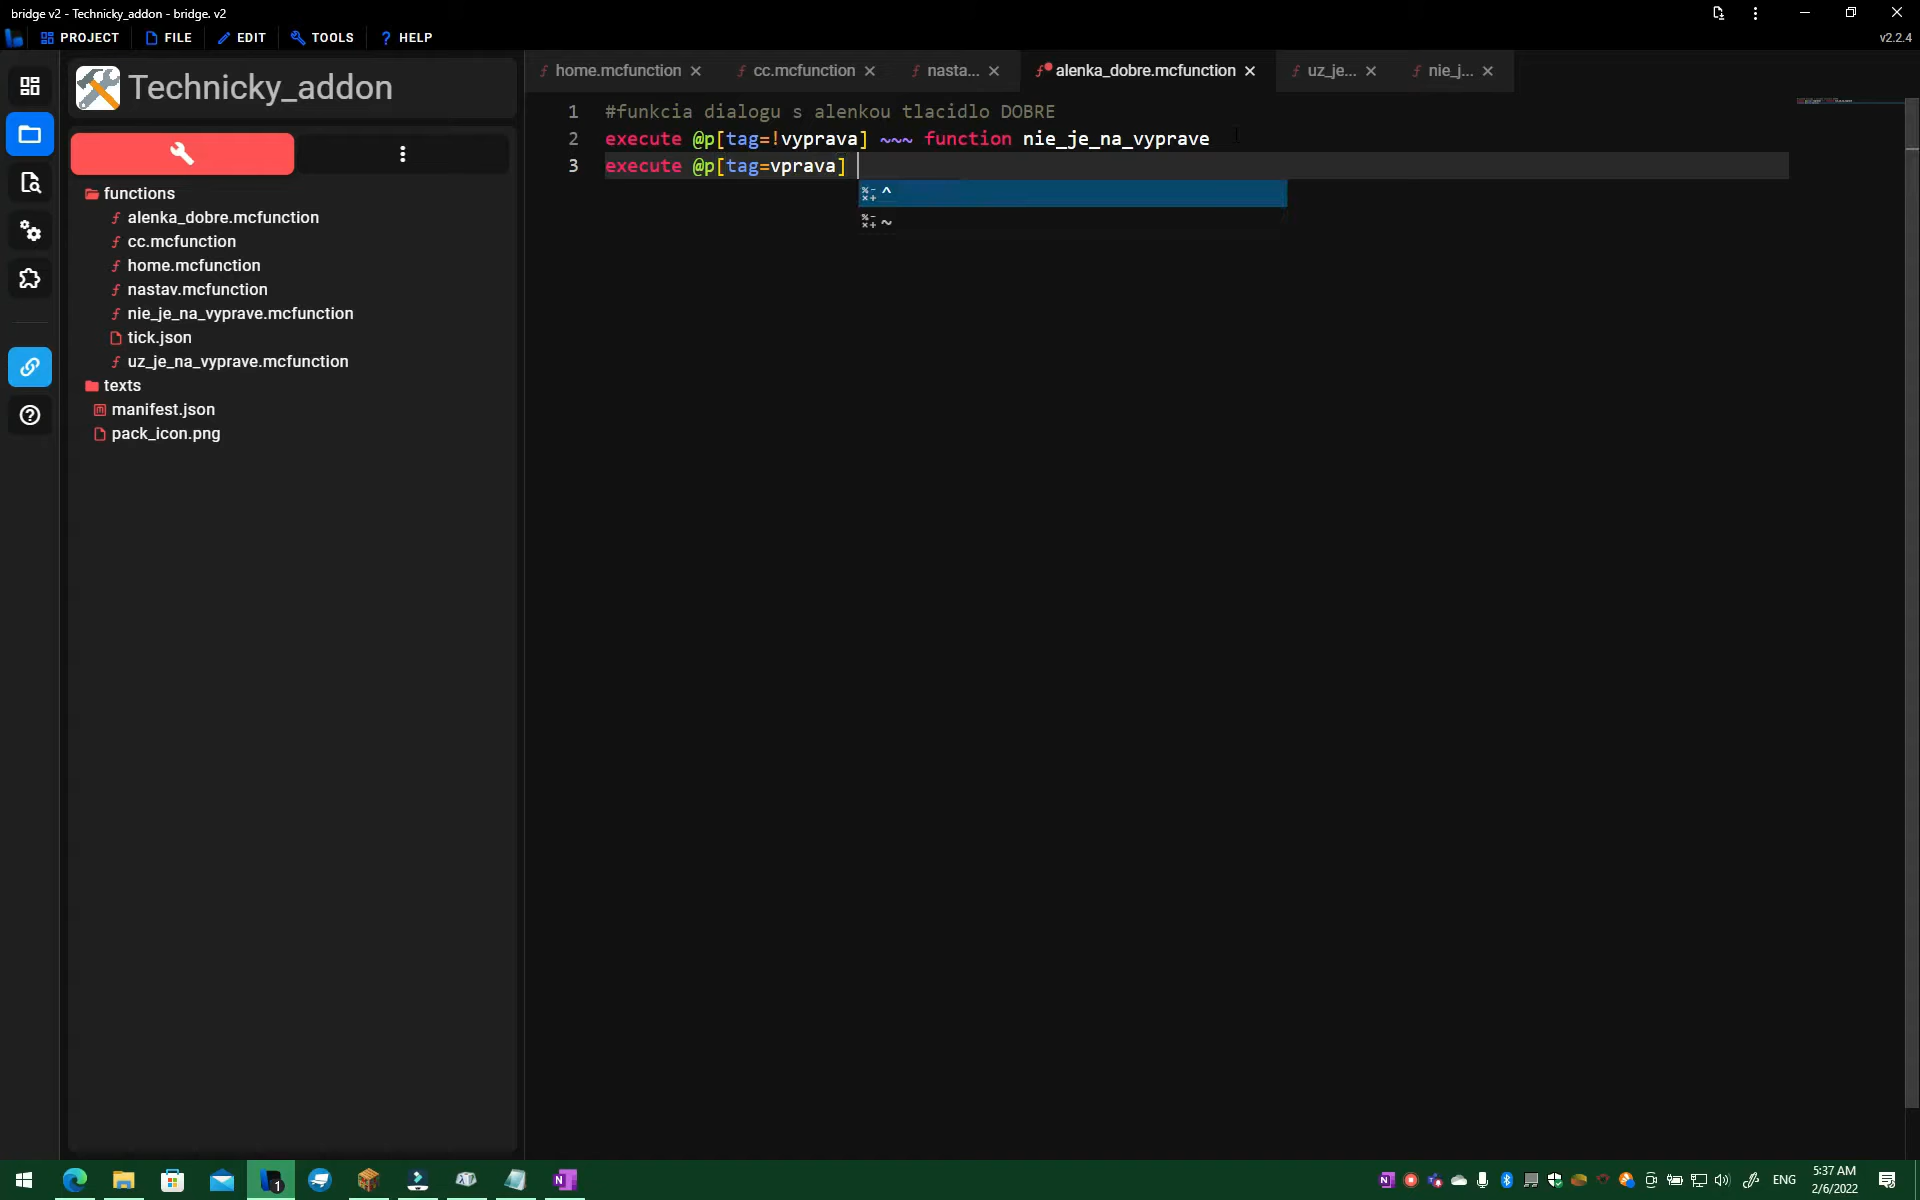 bridge v2 - Technicky_addon - bridge. v2
PROJECT FILE EDIT TOOLS ? HELP
v2.2.4
Technicky_addon
home.mcfunction
cc.mcfunction
nasta...
alenka_dobre.mcfunction
uz_je...
nie_j...
functions
alenka_dobre.mcfunction
cc.mcfunction
home.mcfunction
nastav.mcfunction
nie_je_na_vyprave.mcfunction
tick.json
uz_je_na_vyprave.mcfunction
texts
manifest.json
pack_icon.png
1 #funkcia dialogu s alenkou tlacidlo DOBRE
2 execute @p[tag=!vyprava] ~~~ function nie_je_na_vyprave
3 execute @p[tag=vprava]
^
~
ENG
5:37 AM
2/6/2022